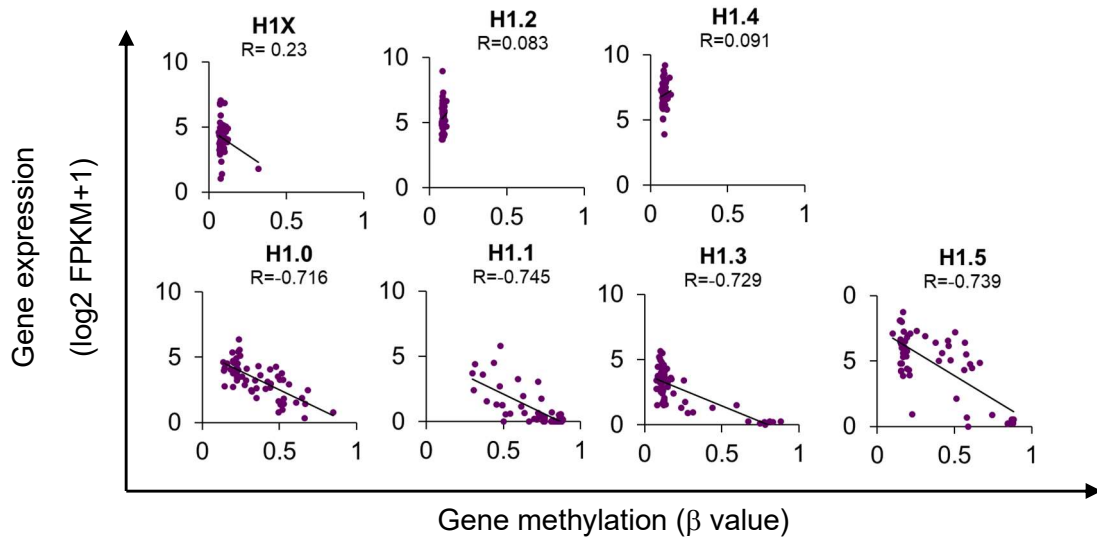 Gene expression
(log2 FPKM+1)
H1X
R= 0.23
10
5
0
0
0.5
1
H1.2
R=0.083
10
5
0
0
0.5
1
H1.4
R=0.091
10
5
0
0
0.5
1
H1.0
R=-0.716
10
5
0
0
0.5
1
H1.1
R=-0.745
10
5
0
0
0.5
1
H1.3
R=-0.729
10
5
0
0
0.5
1
H1.5
R=-0.739
0
5
0
0
0.5
1
Gene methylation (β value)